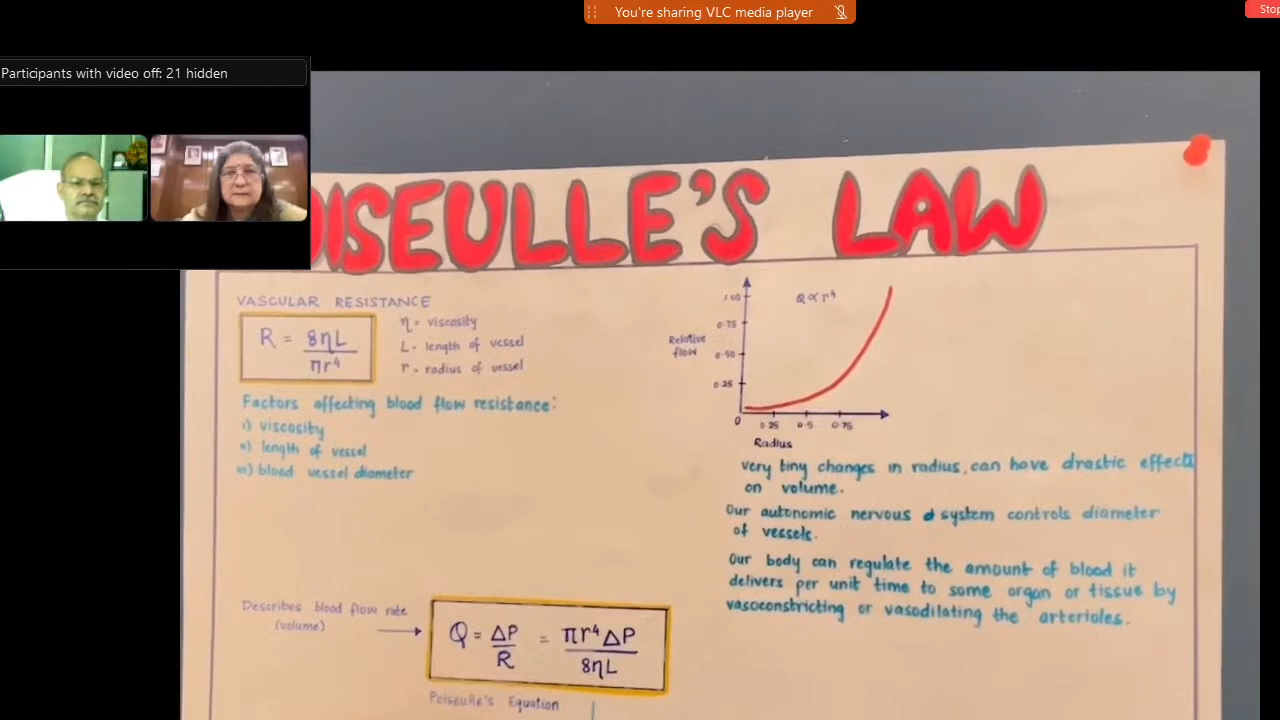 You're sharing VLC media player
Stop
Participants with video off: 21 hidden
OISEULLE'S LAW
VASCULAR RESISTANCE
R = 8ηL / πr⁴
η = viscosity
L = length of vessel
r = radius of vessel
Factors affecting blood flow resistance:
i) viscosity
ii) length of vessel
iii) blood vessel diameter
Describes blood flow rate
(volume)
Q = ΔP / R = πr⁴ΔP / 8ηL
Poiseulle's Equation
Q ∝ r⁴
Relative
flow
1.00
0.75
0.50
0.25
0
0.25 0.5 0.75
Radius
very tiny changes in radius, can have drastic effects
on volume.
Our autonomic nervous system controls diameter
of vessels.
Our body can regulate the amount of blood it
delivers per unit time to some organ or tissue by
vasoconstricting or vasodilating the arterioles.